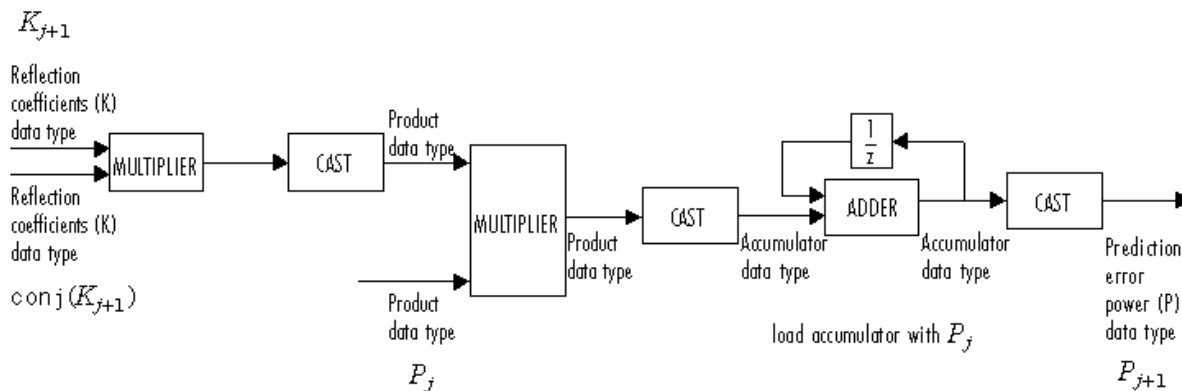 K_{j+1}
Reflection
coefficients (K)
data type
MULTIPLIER
Reflection
coefficients (K)
data type
conj(K_{j+1})
CAST
Product
data type
MULTIPLIER
Product
data type
P_j
Product
data type
CAST
Accumulator
data type
1
z
ADDER
load accumulator with P_j
Accumulator
data type
CAST
Prediction
error
power (P)
data type
P_{j+1}